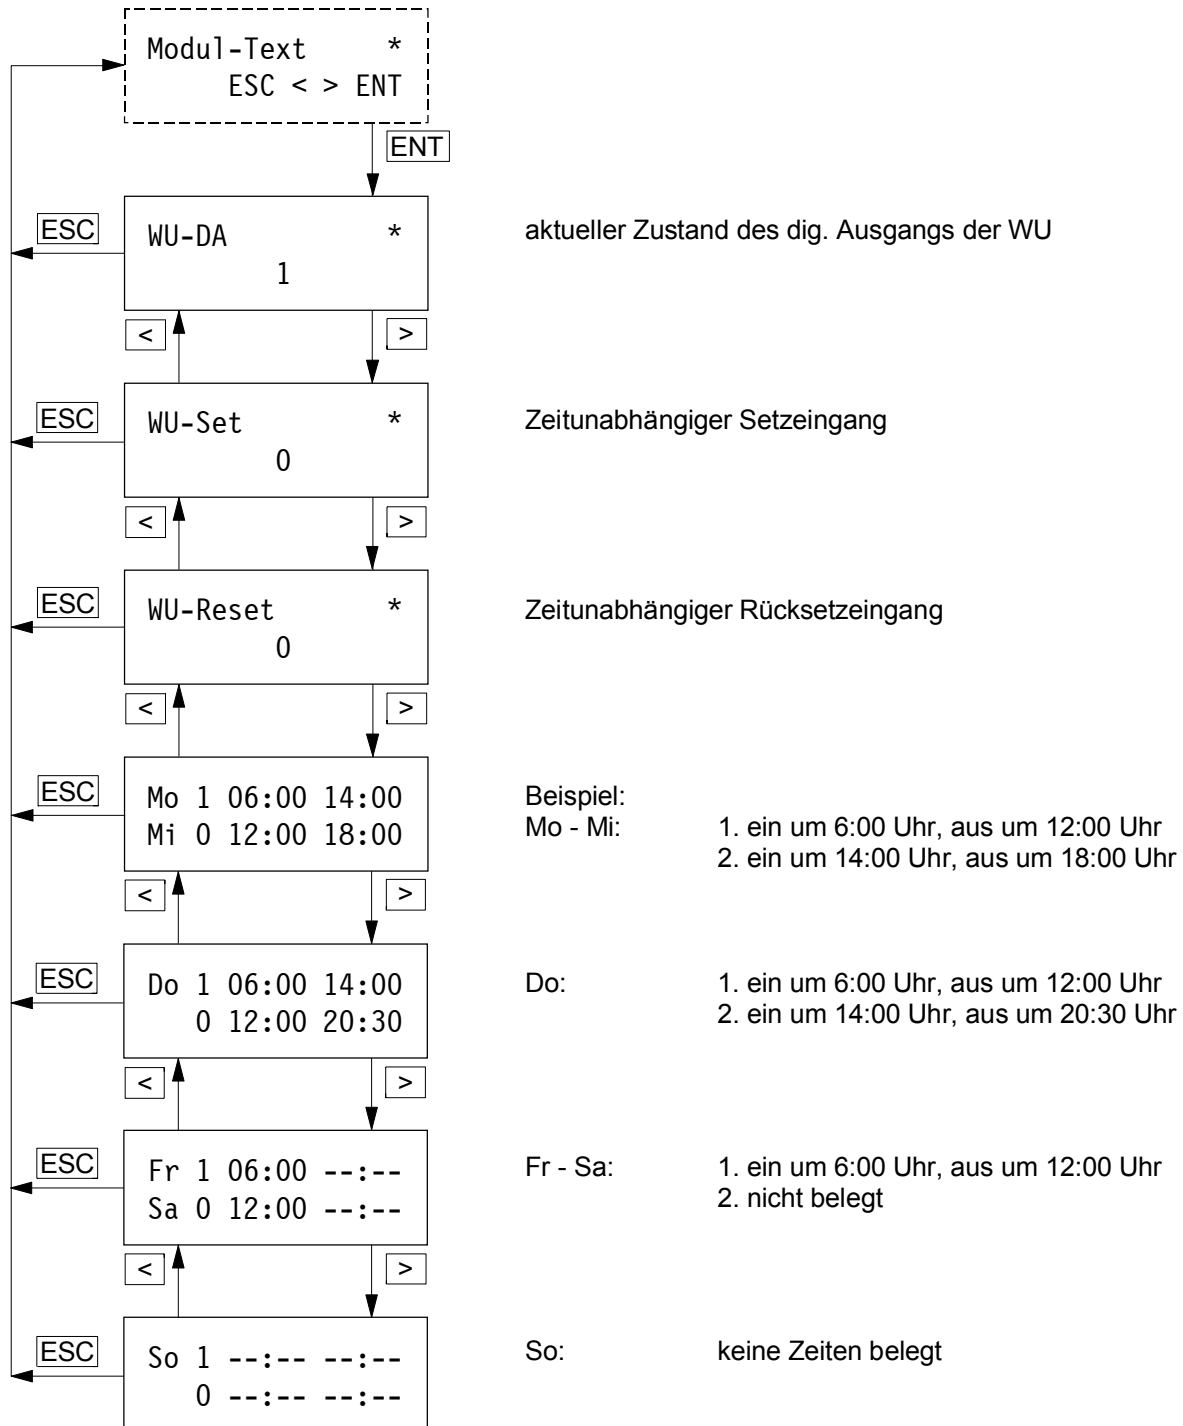 Modul-Text *
ESC < > ENT
ENT
ESC
WU-DA *
1
aktueller Zustand des dig. Ausgangs der WU
<
>
ESC
WU-Set *
0
Zeitunabhängiger Setzeingang
<
>
ESC
WU-Reset *
0
Zeitunabhängiger Rücksetzeingang
<
>
ESC
Mo 1 06:00 14:00
Mi 0 12:00 18:00
Beispiel:
Mo - Mi: 1. ein um 6:00 Uhr, aus um 12:00 Uhr
2. ein um 14:00 Uhr, aus um 18:00 Uhr
<
>
ESC
Do 1 06:00 14:00
0 12:00 20:30
Do: 1. ein um 6:00 Uhr, aus um 12:00 Uhr
2. ein um 14:00 Uhr, aus um 20:30 Uhr
<
>
ESC
Fr 1 06:00 --:--
Sa 0 12:00 --:--
Fr - Sa: 1. ein um 6:00 Uhr, aus um 12:00 Uhr
2. nicht belegt
<
>
ESC
So 1 --:-- --:--
0 --:-- --:--
So: keine Zeiten belegt